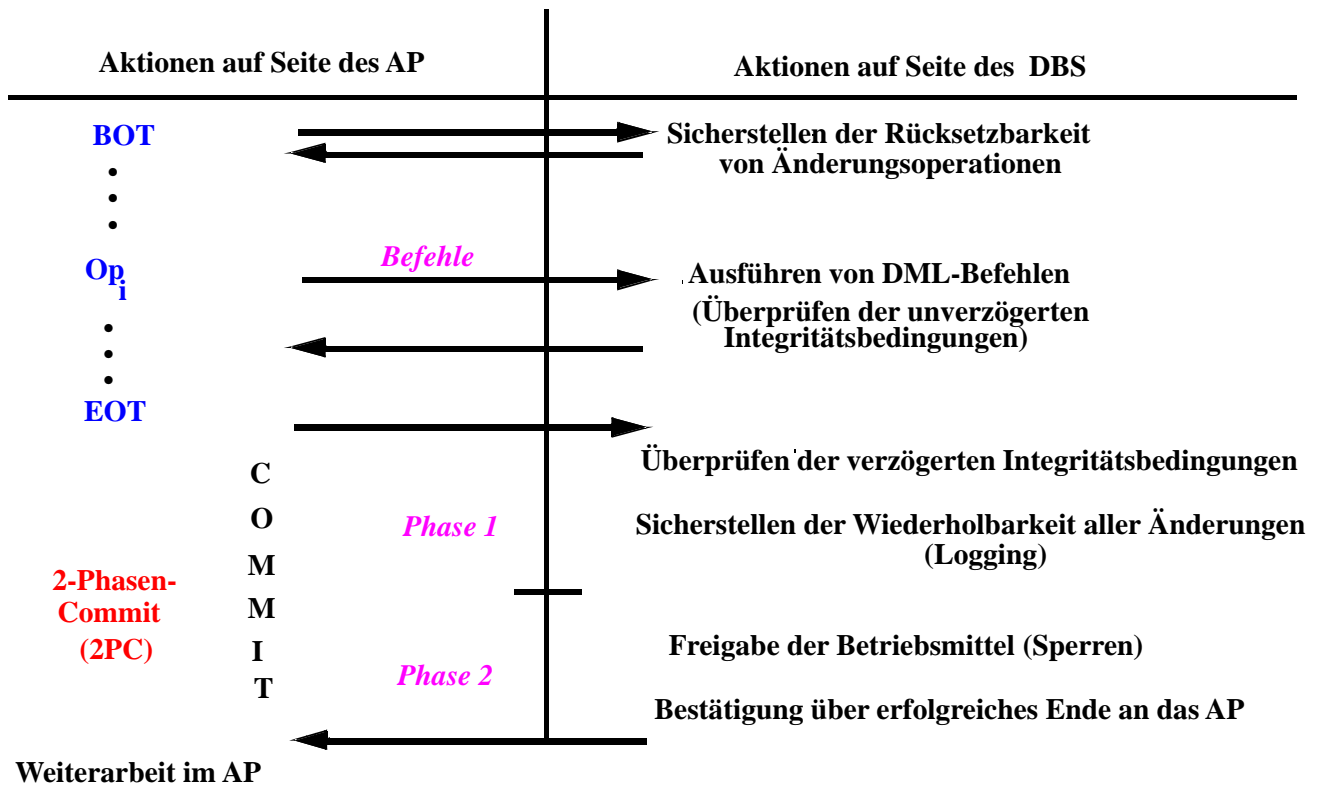 Aktionen auf Seite des AP
Aktionen auf Seite des DBS
BOT
Sicherstellen der Rücksetzbarkeit
von Änderungsoperationen
Befehle
Op i
Ausführen von DML-Befehlen
(Überprüfen der unverzögerten
Integritätsbedingungen)
EOT
Überprüfen der verzögerten Integritätsbedingungen
C
O
M
M
I
T
Phase 1
Sicherstellen der Wiederholbarkeit aller Änderungen
(Logging)
2-Phasen-
Commit
(2PC)
Freigabe der Betriebsmittel (Sperren)
Phase 2
Bestätigung über erfolgreiches Ende an das AP
Weiterarbeit im AP